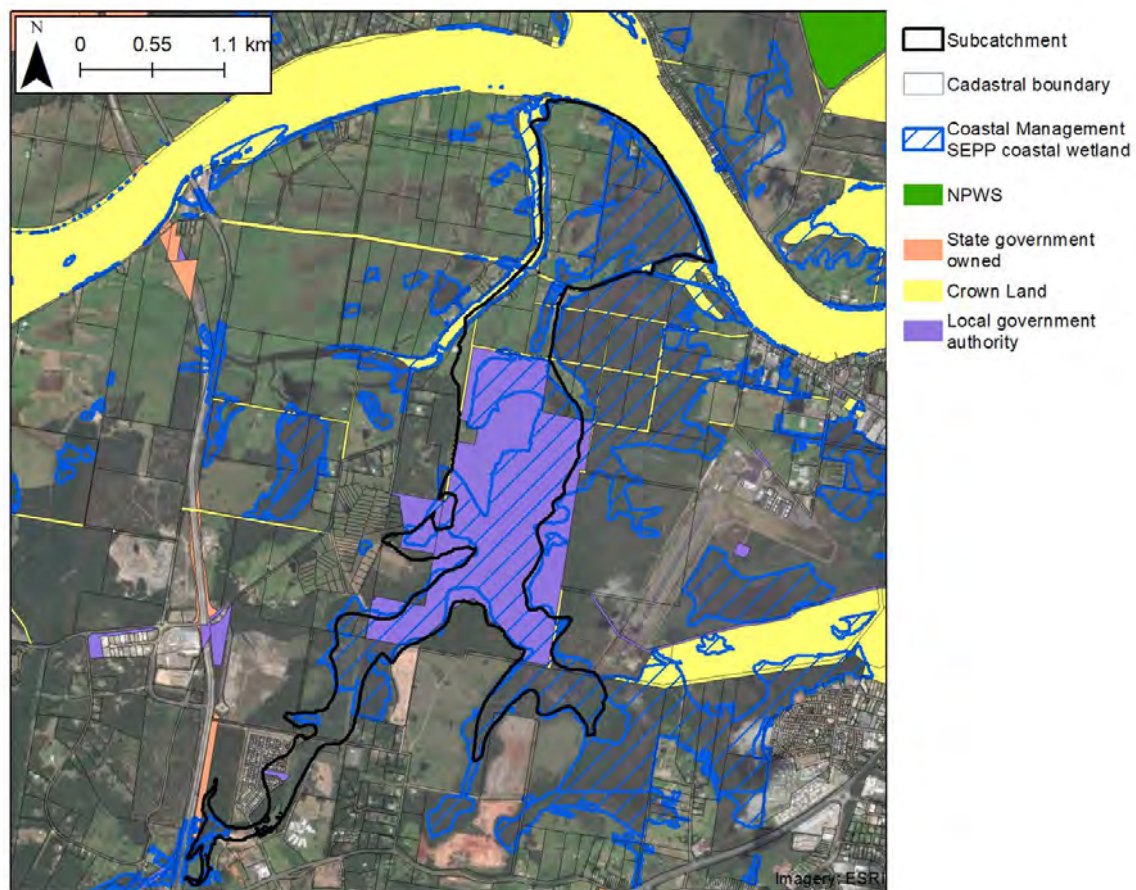 N
0 0.55 1.1 km
Subcatchment
Cadastral boundary
Coastal Management
SEPP coastal wetland
NPWS
State government
owned
Crown Land
Local government
authority
Imagery: ESRI